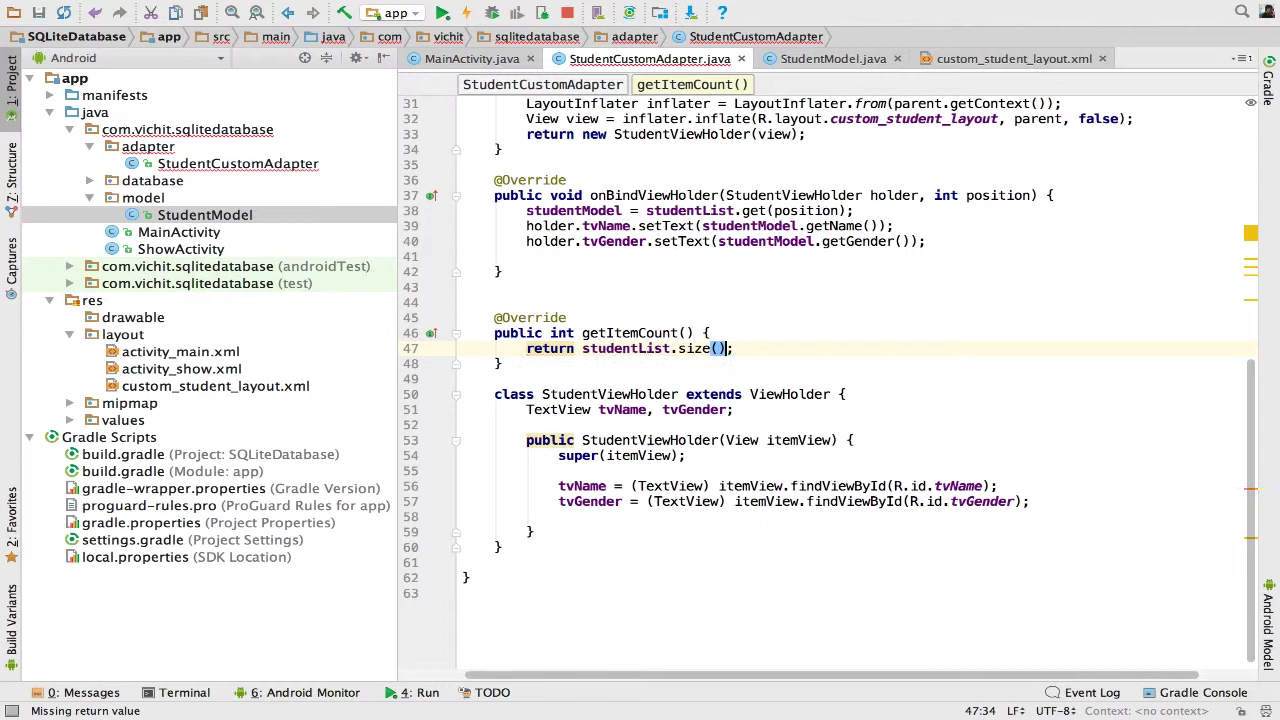 app
SQLiteDatabase app src main java com vichit sqlitedatabase adapter StudentCustomAdapter
Android
MainActivity.java StudentCustomAdapter.java StudentModel.java custom_student_layout.xml
StudentCustomAdapter getItemCount()
1: Project
Z: Structure
Captures
2: Favorites
Build Variants
app
manifests
java
com.vichit.sqlitedatabase
adapter
StudentCustomAdapter
database
model
StudentModel
MainActivity
ShowActivity
com.vichit.sqlitedatabase (androidTest)
com.vichit.sqlitedatabase (test)
res
drawable
layout
activity_main.xml
activity_show.xml
custom_student_layout.xml
mipmap
values
Gradle Scripts
build.gradle (Project: SQLiteDatabase)
build.gradle (Module: app)
gradle-wrapper.properties (Gradle Version)
proguard-rules.pro (ProGuard Rules for app)
gradle.properties (Project Properties)
settings.gradle (Project Settings)
local.properties (SDK Location)
31 LayoutInflater inflater = LayoutInflater.from(parent.getContext());
32 View view = inflater.inflate(R.layout.custom_student_layout, parent, false);
33 return new StudentViewHolder(view);
34 }
35
36 @Override
37 public void onBindViewHolder(StudentViewHolder holder, int position) {
38 studentModel = studentList.get(position);
39 holder.tvName.setText(studentModel.getName());
40 holder.tvGender.setText(studentModel.getGender());
41
42 }
43
44
45 @Override
46 public int getItemCount() {
47 return studentList.size();
48 }
49
50 class StudentViewHolder extends ViewHolder {
51 TextView tvName, tvGender;
52
53 public StudentViewHolder(View itemView) {
54 super(itemView);
55
56 tvName = (TextView) itemView.findViewById(R.id.tvName);
57 tvGender = (TextView) itemView.findViewById(R.id.tvGender);
58
59 }
60 }
61
62 }
63
Gradle
Android Model
0: Messages Terminal 6: Android Monitor 4: Run TODO Event Log Gradle Console
Missing return value 47:34 LF UTF-8 Context: <no context>